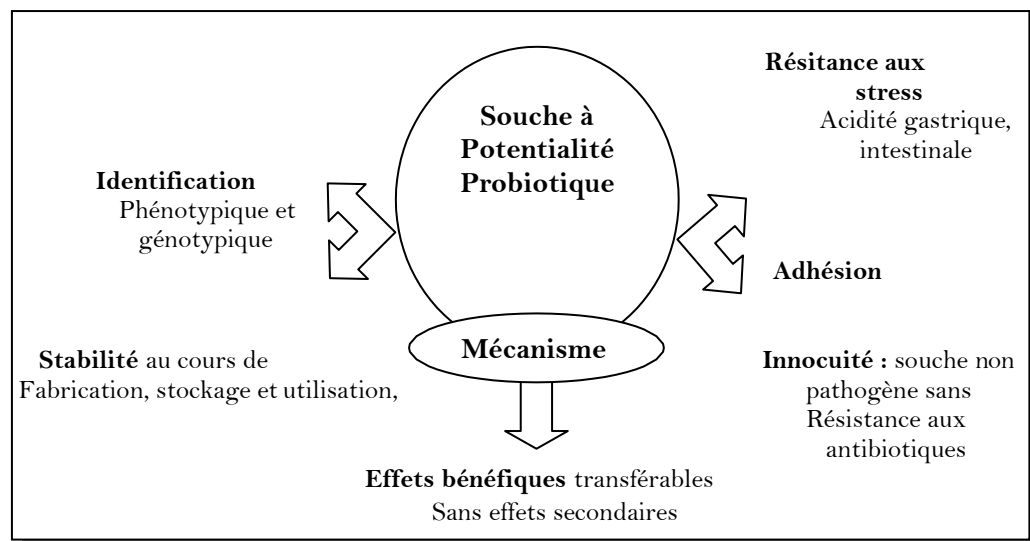 Souche à
Potentialité
Probiotique
Résitance aux
stress
Acidité gastrique,
intestinale
Identification
Phénotypique et
génotypique
Adhésion
Mécanisme
Stabilité au cours de
Fabrication, stockage et utilisation,
Innocuité : souche non
pathogène sans
Résistance aux
antibiotiques
Effets bénéfiques transférables
Sans effets secondaires